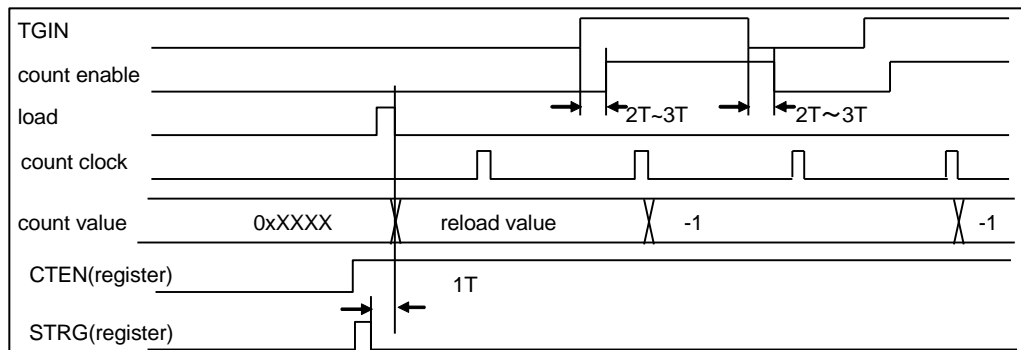 TGIN
count enable
load
2T~3T 2T～3T
count clock
count value 0xXXXX reload value -1 -1
CTEN(register)
1T
STRG(register)